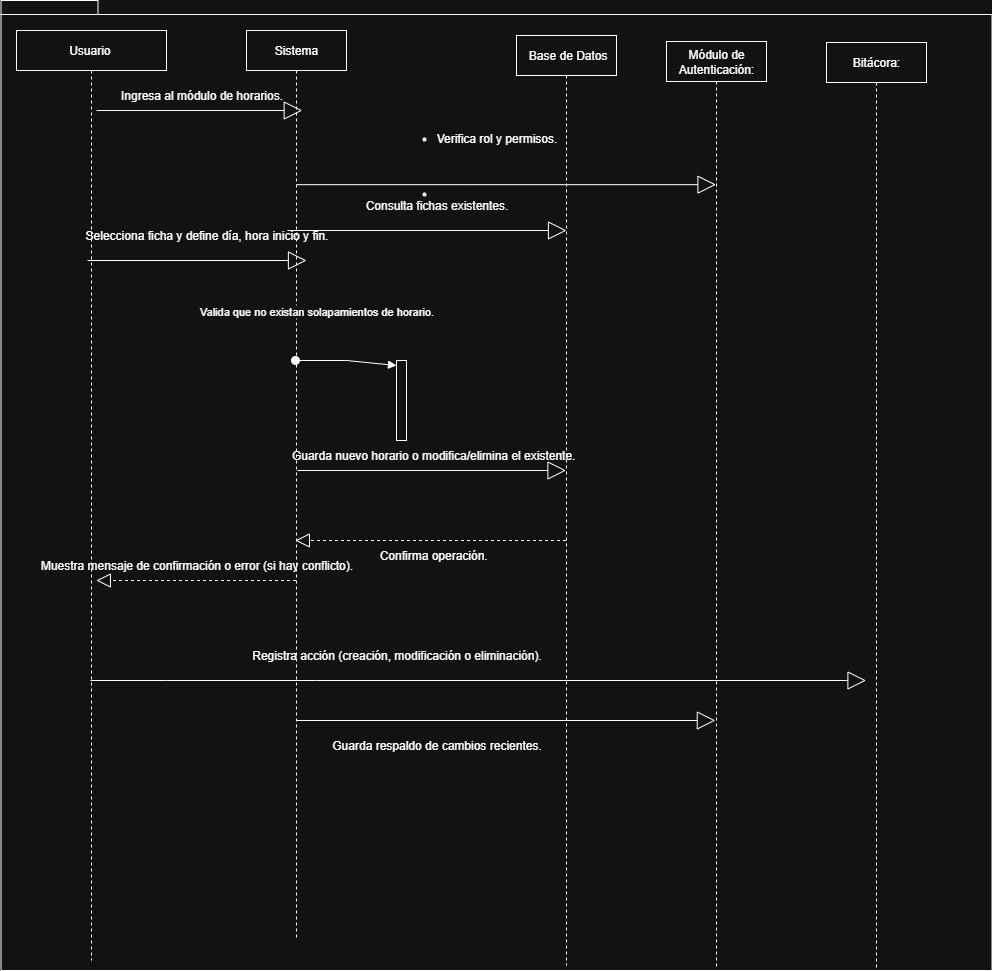 Usuario
Sistema
Base de Datos
Módulo de
Autenticación:
Bitácora:
Ingresa al módulo de horarios.
• Verifica rol y permisos.
•
Consulta fichas existentes.
Selecciona ficha y define día, hora inicio y fin.
Valida que no existan solapamientos de horario.
Guarda nuevo horario o modifica/elimina el existente.
Confirma operación.
Muestra mensaje de confirmación o error (si hay conflicto).
Registra acción (creación, modificación o eliminación).
Guarda respaldo de cambios recientes.